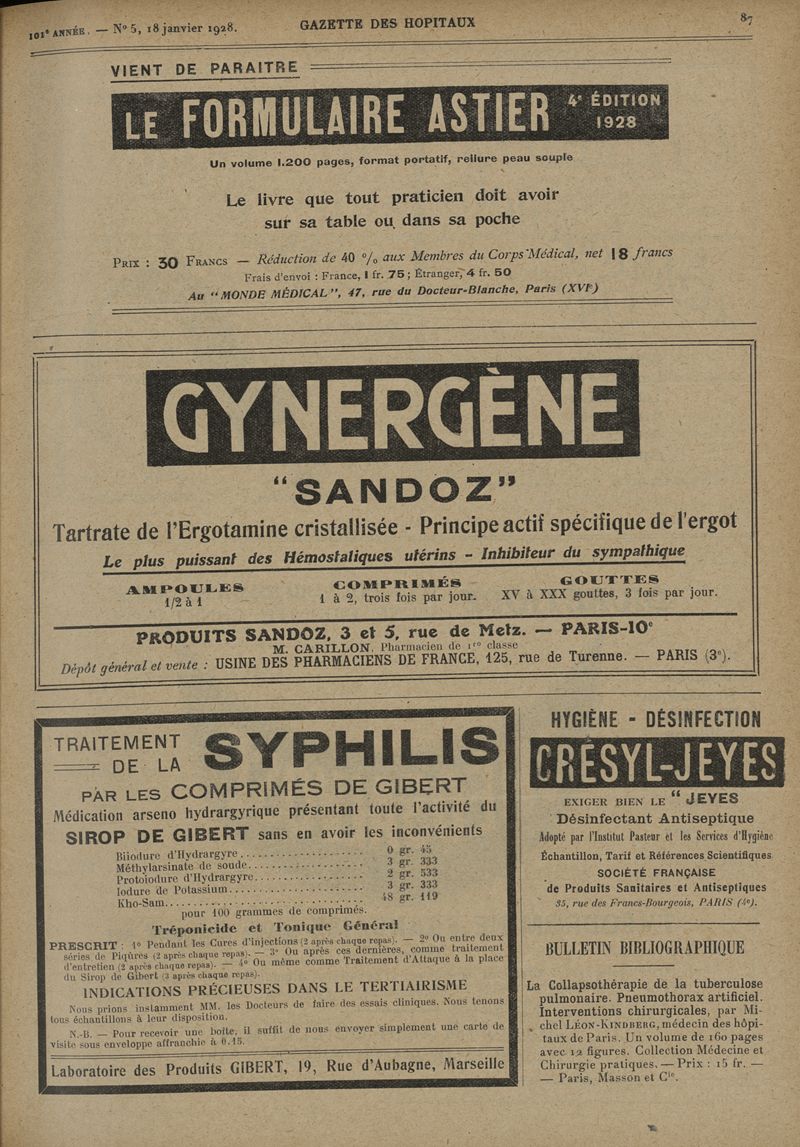 101e ANNÉE. — No 5, 18 janvier 1928.
GAZETTE DES HOPITAUX
87
VIENT DE PARAITRE
LE FORMULAIRE ASTIER 4e ÉDITION 1928
Un volume 1.200 pages, format portatif, reliure peau souple
Le livre que tout praticien doit avoir
sur sa table ou dans sa poche
PRIX : 30 FRANCS — Réduction de 40 % aux Membres du Corps Médical, net 18 francs
Frais d'envoi : France, 1 fr. 75 ; Étranger, 4 fr. 50
Au "MONDE MÉDICAL", 47, rue du Docteur-Blanche, Paris (XVIe)
GYNERGÈNE
"SANDOZ"
Tartrate de l'Ergotamine cristallisée - Principe actif spécifique de l'ergot
Le plus puissant des Hémostatiques utérins - Inhibiteur du sympathique
AMPOULES
1/2 à 1
COMPRIMÉS
1 à 2, trois fois par jour.
GOUTTES
XV à XXX gouttes, 3 fois par jour.
PRODUITS SANDOZ, 3 et 5, rue de Metz. — PARIS-10e
M. CARILLON, Pharmacien de 1re classe
Dépôt général et vente : USINE DES PHARMACIENS DE FRANCE, 125, rue de Turenne. — PARIS (3e).
TRAITEMENT
DE LA
SYPHILIS
PAR LES COMPRIMÉS DE GIBERT
Médication arseno hydrargyrique présentant toute l'activité du
SIROP DE GIBERT sans en avoir les inconvénients
Biiodure d'Hydrargyre.................... 0 gr. 45
Méthylarsinate de soude.................... 3 gr. 333
Protoiodure d'Hydrargyre.................... 2 gr. 533
Iodure de Potassium.................... 3 gr. 333
Kho-Sam.................... 48 gr. 119
pour 100 grammes de comprimés.
Tréponicide et Tonique Général
PRESCRIT : 1o Pendant les Cures d'injections (2 après chaque repas). — 2o Ou entre deux
séries de Piqûres (2 après chaque repas). — 3o Ou après ces dernières, comme traitement
d'entretien (2 après chaque repas). — 4o Ou même comme Traitement d'Attaque à la place
du Sirop de Gibert (3 après chaque repas).
INDICATIONS PRÉCIEUSES DANS LE TERTIAIRISME
Nous prions instamment MM. les Docteurs de faire des essais cliniques. Nous tenons
tous échantillons à leur disposition.
N.-B. — Pour recevoir une boîte, il suffit de nous envoyer simplement une carte de
visite sous enveloppe affranchie à 0.15.
Laboratoire des Produits GIBERT, 19, Rue d'Aubagne, Marseille
HYGIÈNE - DÉSINFECTION
CRÉSYL-JEYES
EXIGER BIEN LE "JEYES
Désinfectant Antiseptique
Adopté par l'Institut Pasteur et les Services d'Hygiène
Échantillon, Tarif et Références Scientifiques
SOCIÉTÉ FRANÇAISE
de Produits Sanitaires et Antiseptiques
35, rue des Francs-Bourgeois, PARIS (4e).
BULLETIN BIBLIOGRAPHIQUE
La Collapsothérapie de la tuberculose
pulmonaire. Pneumothorax artificiel.
Interventions chirurgicales, par Mi-
chel LÉON-KINDBERG, médecin des hôpi-
taux de Paris. Un volume de 160 pages
avec 12 figures. Collection Médecine et
Chirurgie pratiques. — Prix : 15 fr. —
— Paris, Masson et Cie.